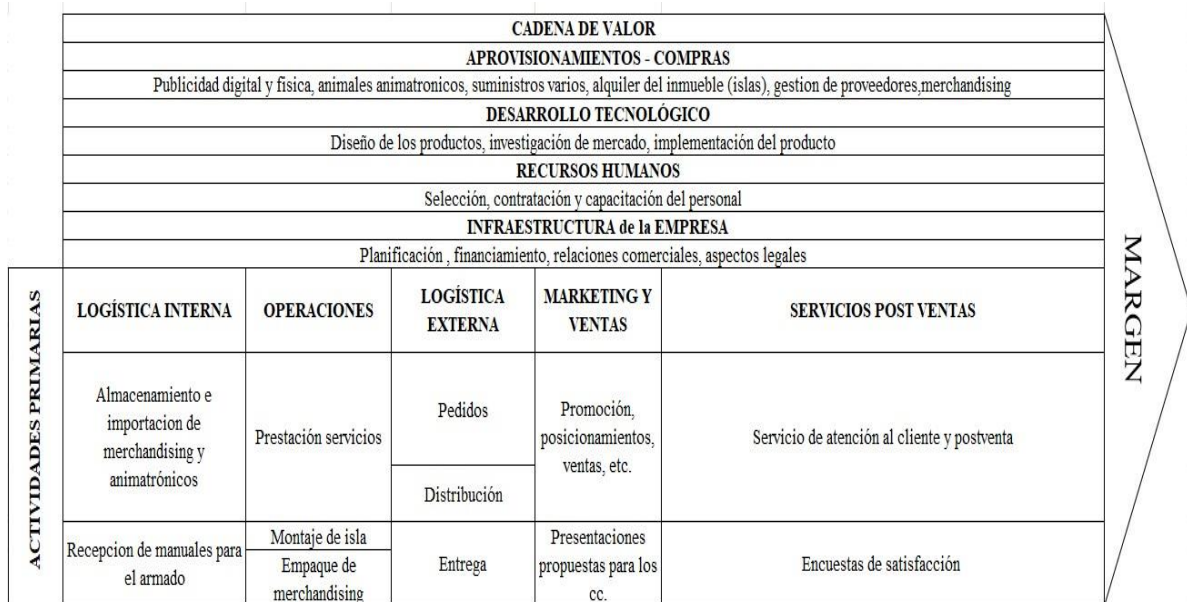 CADENA DE VALOR
APROVISIONAMIENTOS - COMPRAS
Publicidad digital y fisica, animales animatronicos, suministros varios, alquiler del inmueble (islas), gestion de proveedores,merchandising
DESARROLLO TECNOLÓGICO
Diseño de los productos, investigación de mercado, implementación del producto
RECURSOS HUMANOS
Selección, contratación y capacitación del personal
INFRAESTRUCTURA de la EMPRESA
Planificación , financiamiento, relaciones comerciales, aspectos legales
MARGEN
ACTIVIDADES PRIMARIAS
LOGÍSTICA INTERNA
OPERACIONES
LOGÍSTICA
EXTERNA
MARKETING Y
VENTAS
SERVICIOS POST VENTAS
Almacenamiento e
importacion de
merchandising y
animatrónicos
Prestación servicios
Pedidos
Distribución
Promoción,
posicionamientos,
ventas, etc.
Servicio de atención al cliente y postventa
Recepcion de manuales para
el armado
Montaje de isla
Empaque de
merchandising
Entrega
Presentaciones
propuestas para los
cc.
Encuestas de satisfacción